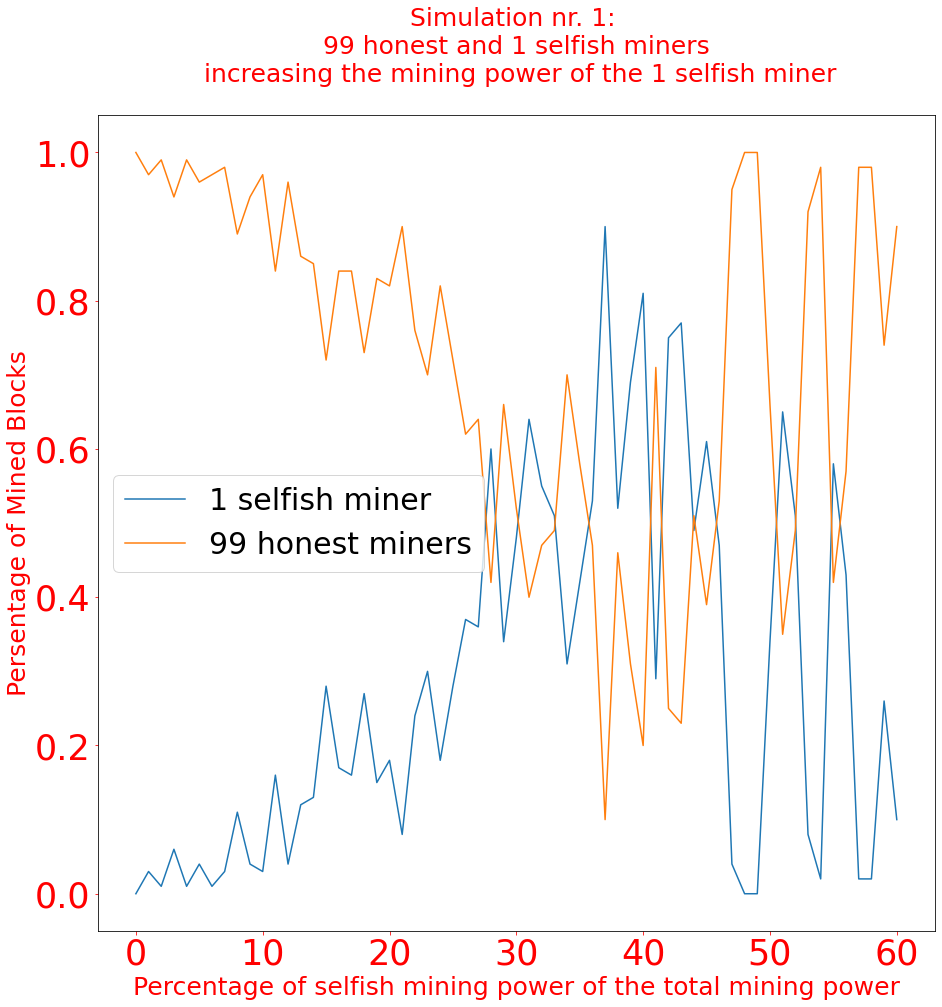 Simulation nr. 1:
99 honest and 1 selfish miners
increasing the mining power of the 1 selfish miner
Persentage of Mined Blocks
1.0
0.8
0.6
0.4
0.2
0.0
1 selfish miner
99 honest miners
0 10 20 30 40 50 60
Percentage of selfish mining power of the total mining power